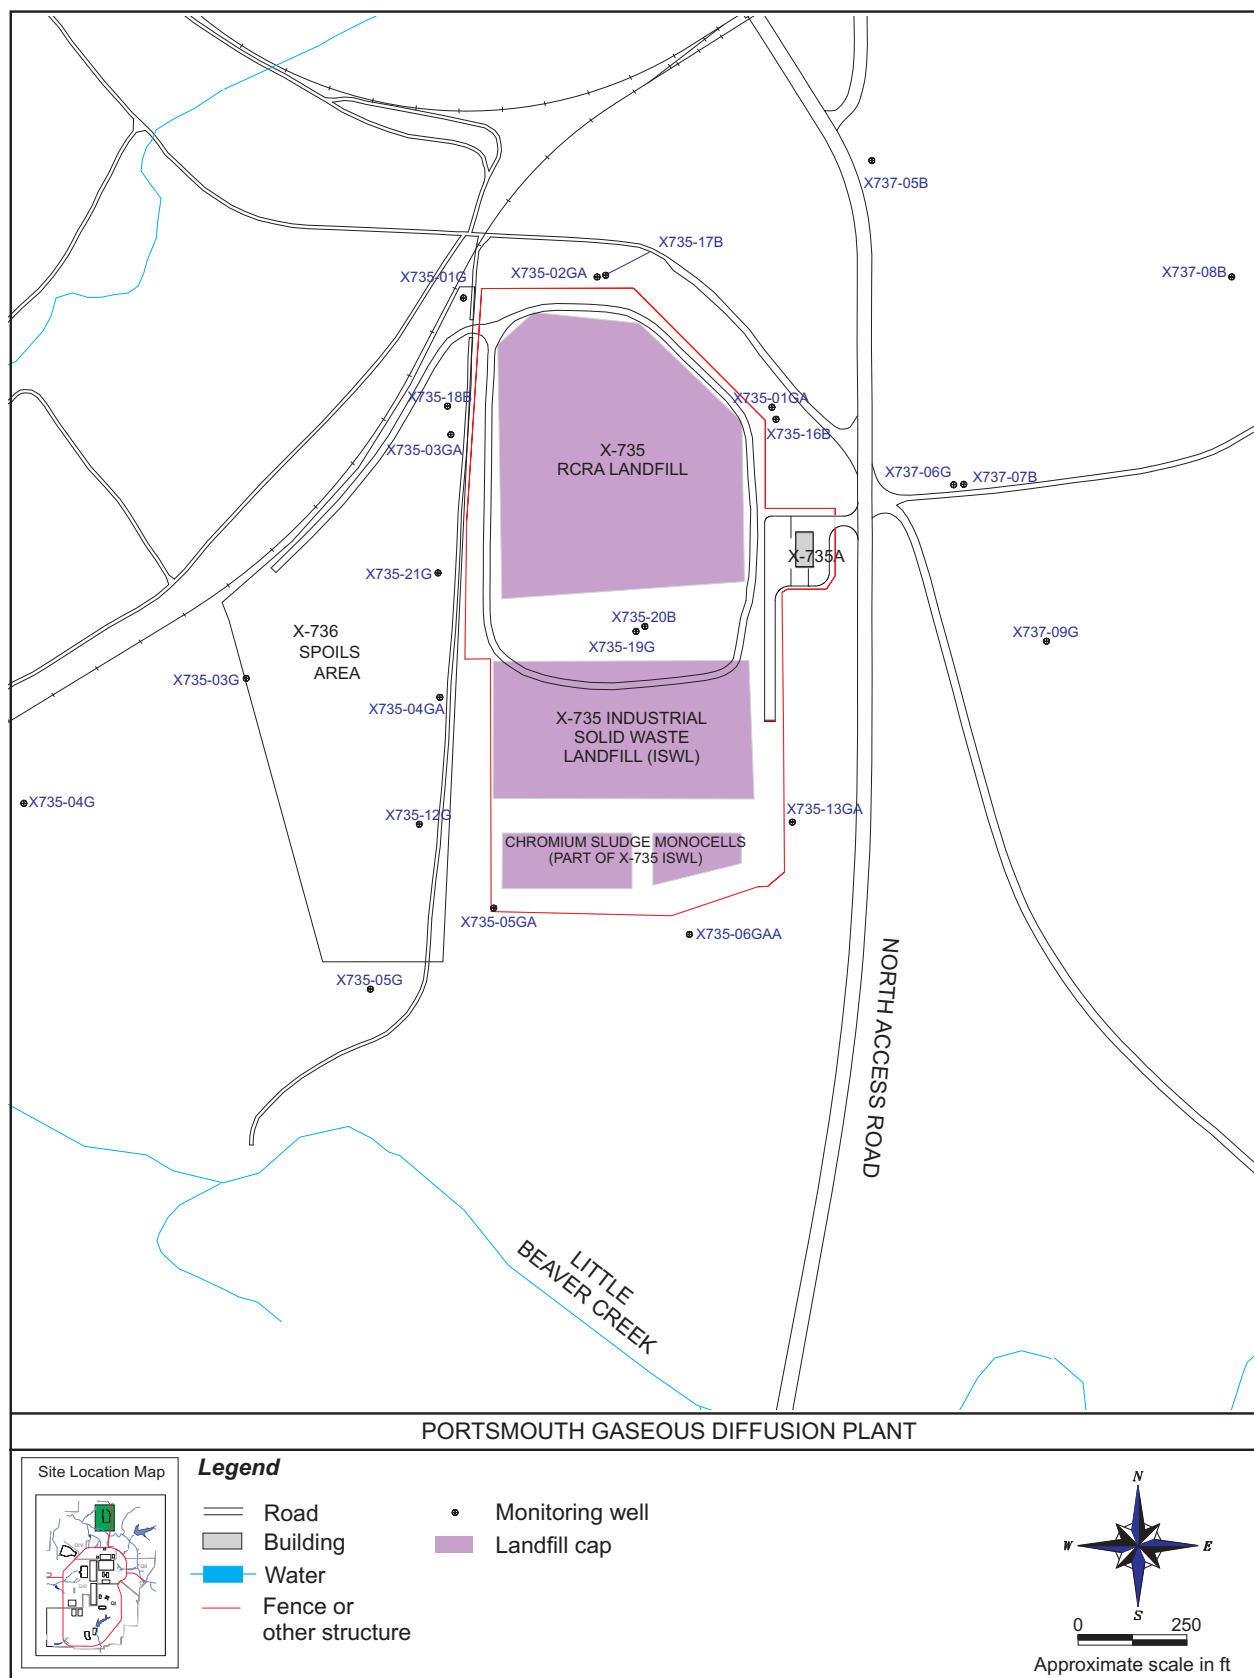 X737-05B
X735-17B
X735-01G
X735-02GA
X737-08B
X735-18B
X735-01GA
X735-03GA
X735-16B
X-735
RCRA LANDFILL
X737-06G
X737-07B
X-735A
X735-21G
X735-20B
X735-19G
X-736
SPOILS
AREA
X737-09G
X735-03G
X735-04GA
X-735 INDUSTRIAL
SOLID WASTE
LANDFILL (ISWL)
X735-04G
X735-12G
X735-13GA
CHROMIUM SLUDGE MONOCELLS
(PART OF X-735 ISWL)
X735-05GA
X735-06GAA
X735-05G
NORTH ACCESS ROAD
LITTLE
BEAVER CREEK
PORTSMOUTH GASEOUS DIFFUSION PLANT
Site Location Map
Legend
Road
Building
Water
Fence or
other structure
Monitoring well
Landfill cap
N
W
E
S
0
250
Approximate scale in ft